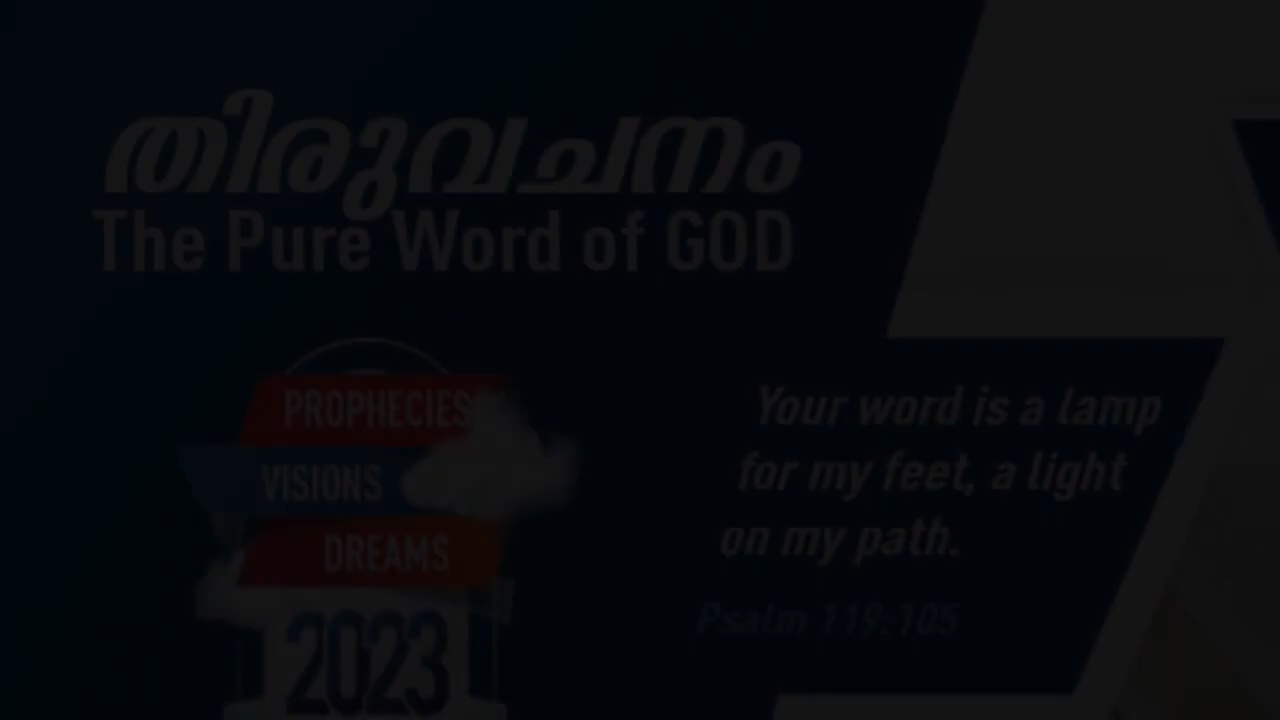 തിരുവചനം
The Pure Word of GOD
PROPHECIES
VISIONS
DREAMS
2023
Your word is a lamp
for my feet, a light
on my path.
Psalm 119:105